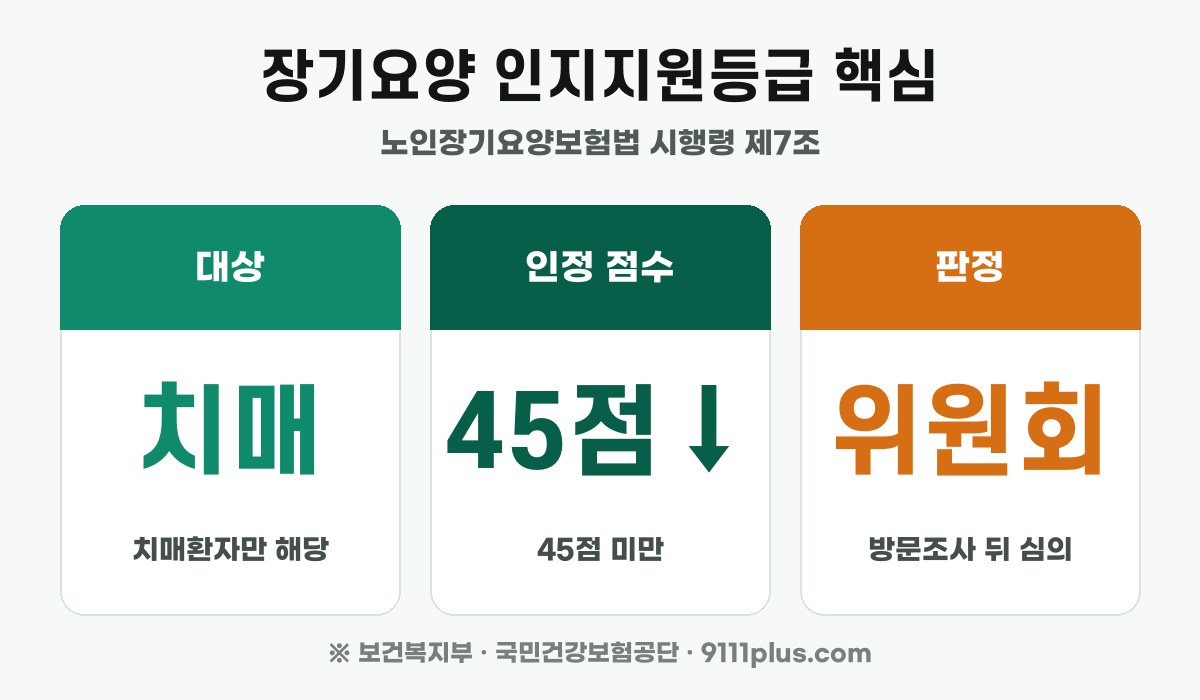 장기요양 인지지원등급 핵심
노인장기요양보험법 시행령 제7조
대상
치매
치매환자만 해당
인정 점수
45점 ↓
45점 미만
판정
위원회
방문조사 뒤 심의
※ 보건복지부 · 국민건강보험공단 · 9111plus.com